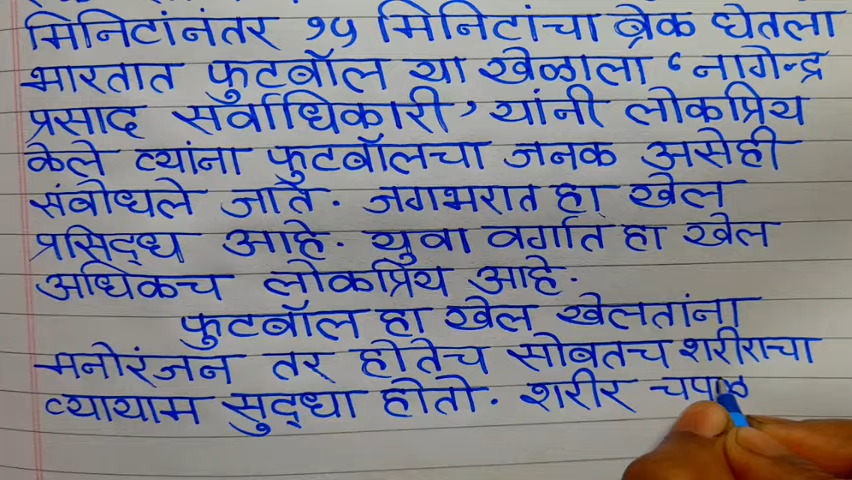 मिनिटांनंतर १५ मिनिटांचा ब्रेक घेतला
भारतात फुटबॉल या खेळाला ‘नागेन्द्र
प्रसाद सर्वाधिकारी’ यांनी लोकप्रिय
केले त्यांना फुटबॉलचा जनक असेही
संबोधले जाते. जगभरात हा खेल
प्रसिद्ध आहे. युवा वर्गात हा खेल
अधिकच लोकप्रिय आहे.
फुटबॉल हा खेल खेलतांना
मनोरंजन तर होतेच सोबतच शरीराचा
व्यायाम सुद्धा होतो. शरीर चपळ